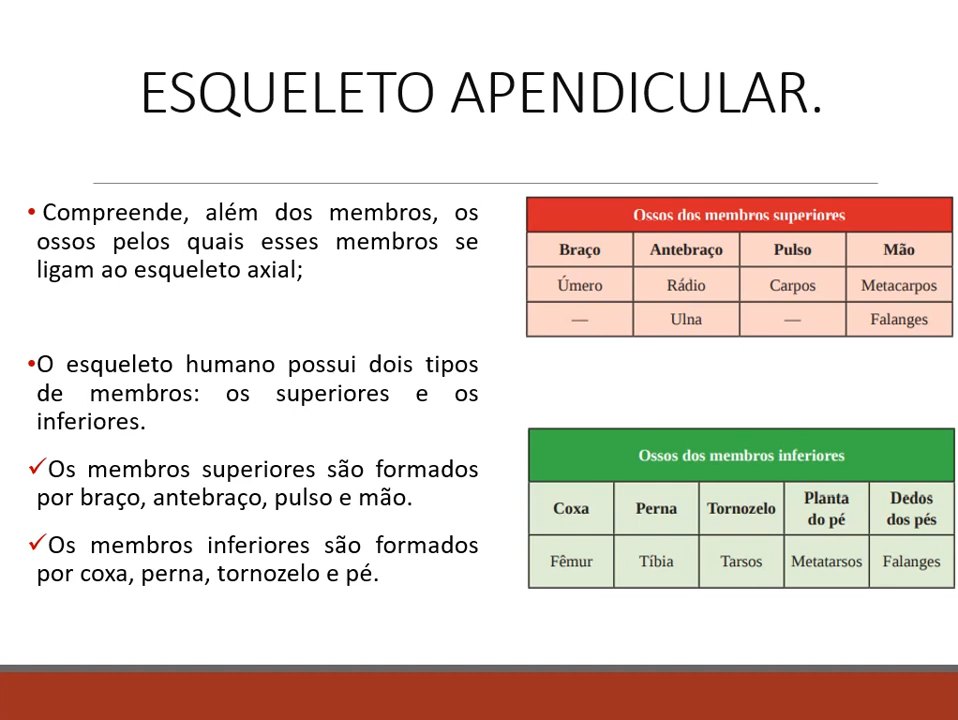 ESQUELETO APENDICULAR.
• Compreende, além dos membros, os
ossos pelos quais esses membros se
ligam ao esqueleto axial;
•O esqueleto humano possui dois tipos
de membros: os superiores e os
inferiores.
✓Os membros superiores são formados
por braço, antebraço, pulso e mão.
✓Os membros inferiores são formados
por coxa, perna, tornozelo e pé.
Ossos dos membros superiores
Braço Antebraço Pulso Mão
Úmero Rádio Carpos Metacarpos
— Ulna — Falanges
Ossos dos membros inferiores
Coxa Perna Tornozelo Planta do pé Dedos dos pés
Fêmur Tíbia Tarsos Metatarsos Falanges